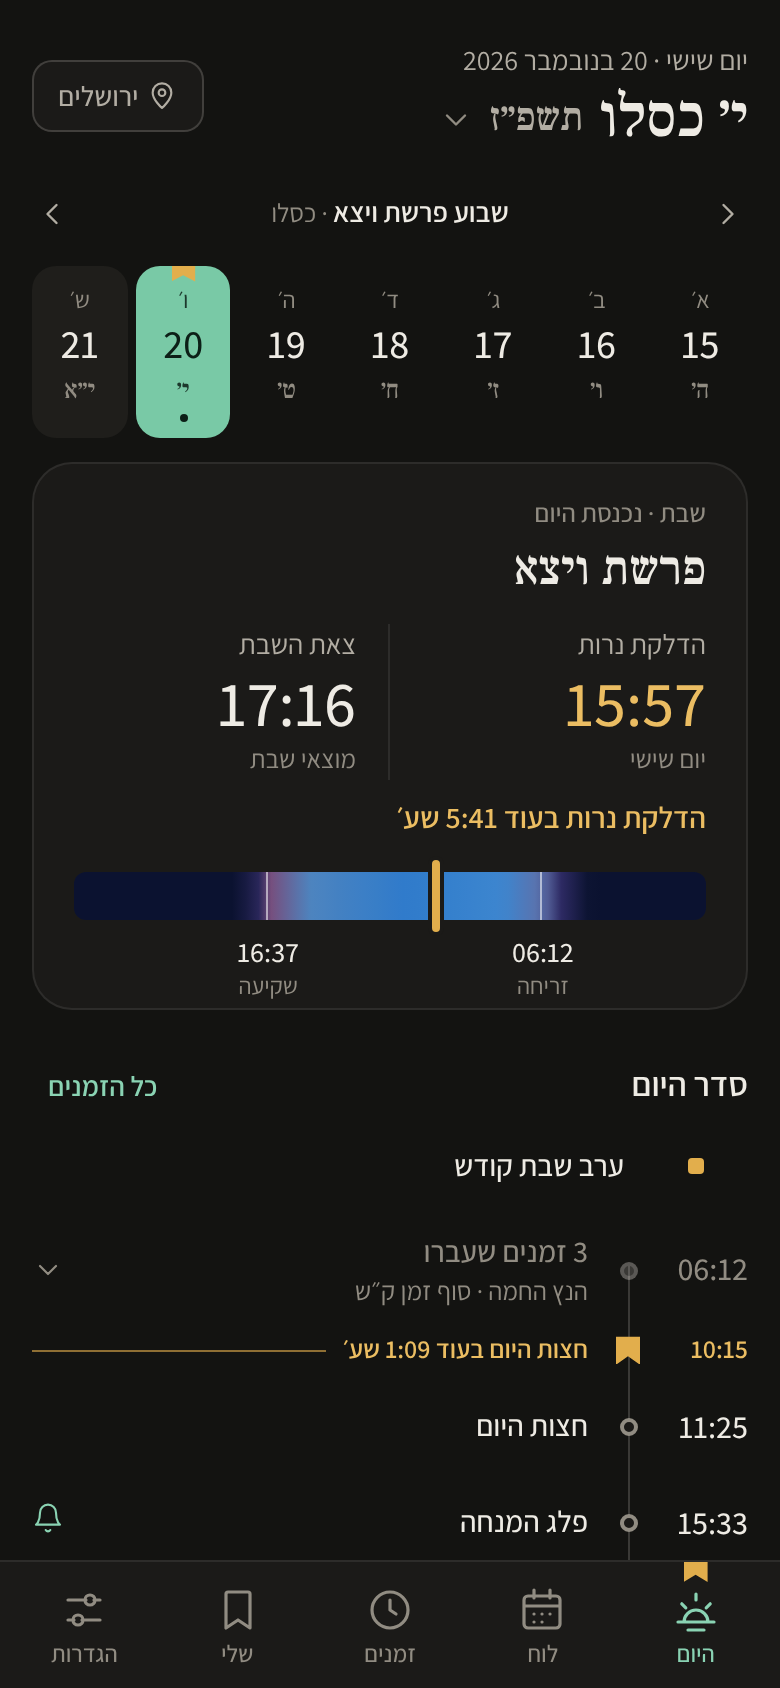 יום שישי · 20 בנובמבר 2026
י׳ כסלו תשפ״ז
ירושלים
שבוע פרשת ויצא · כסלו
א׳ ב׳ ג׳ ד׳ ה׳ ו׳ ש׳
15 16 17 18 19 20 21
ה׳ ו׳ ז׳ ח׳ ט׳ י׳ י״א
שבת · נכנסת היום
פרשת ויצא
הדלקת נרות
15:57
יום שישי
צאת השבת
17:16
מוצאי שבת
הדלקת נרות בעוד 5:41 שע׳
06:12
זריחה
16:37
שקיעה
סדר היום
כל הזמנים
ערב שבת קודש
06:12
3 זמנים שעברו
הנץ החמה · סוף זמן ק״ש
10:15 חצות היום בעוד 1:09 שע׳
11:25 חצות היום
15:33 פלג המנחה
היום
לוח
זמנים
שלי
הגדרות